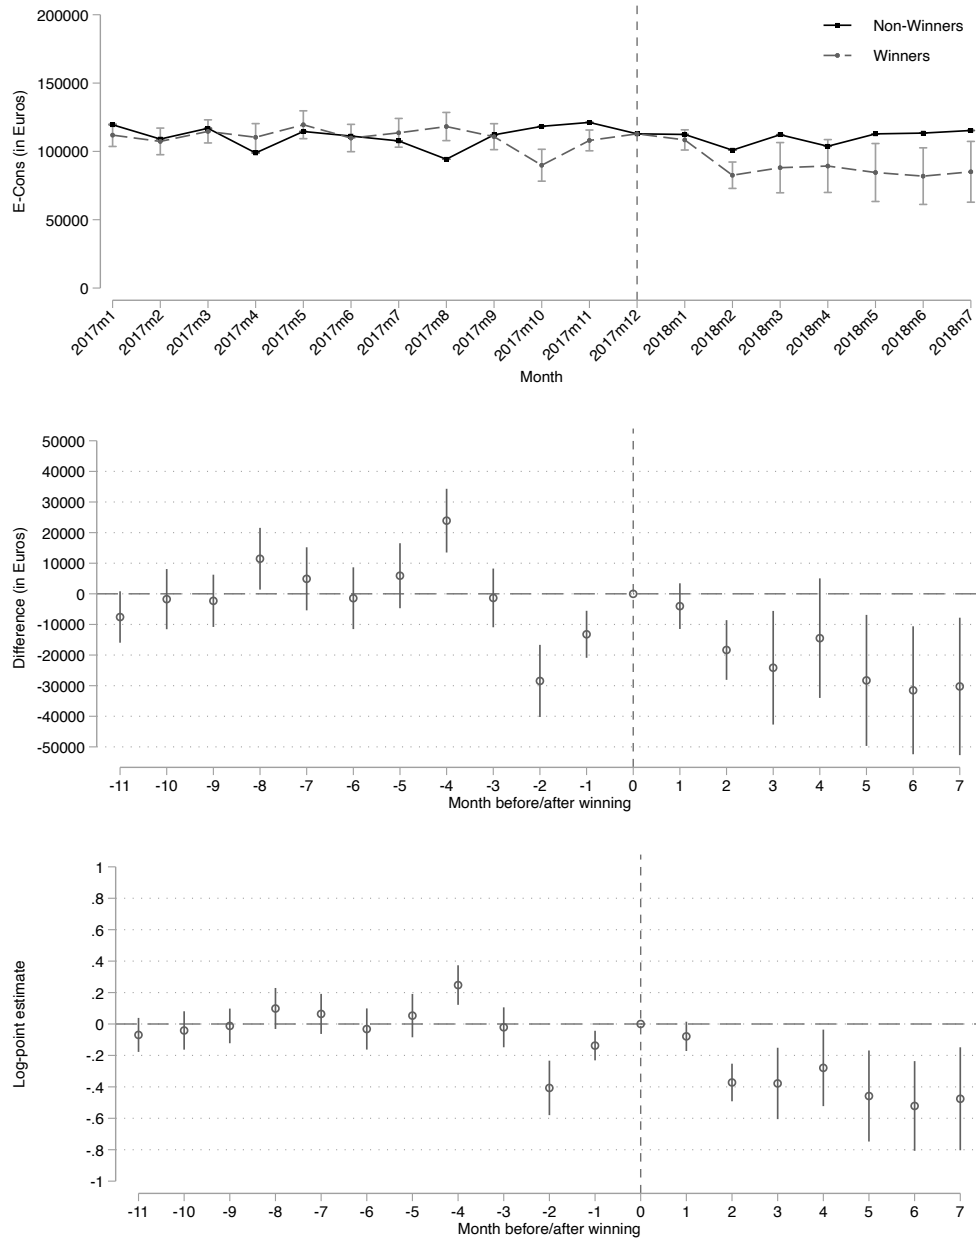 200000
150000
100000
50000
0
E-Cons (in Euros)
Non-Winners
Winners
2017m1
2017m2
2017m3
2017m4
2017m5
2017m6
2017m7
2017m8
2017m9
2017m10
2017m11
2017m12
2018m1
2018m2
2018m3
2018m4
2018m5
2018m6
2018m7
Month
50000
40000
30000
20000
10000
0
-10000
-20000
-30000
-40000
-50000
Difference (in Euros)
-11 -10 -9 -8 -7 -6 -5 -4 -3 -2 -1 0 1 2 3 4 5 6 7
Month before/after winning
1
.8
.6
.4
.2
0
-.2
-.4
-.6
-.8
-1
Log-point estimate
-11 -10 -9 -8 -7 -6 -5 -4 -3 -2 -1 0 1 2 3 4 5 6 7
Month before/after winning